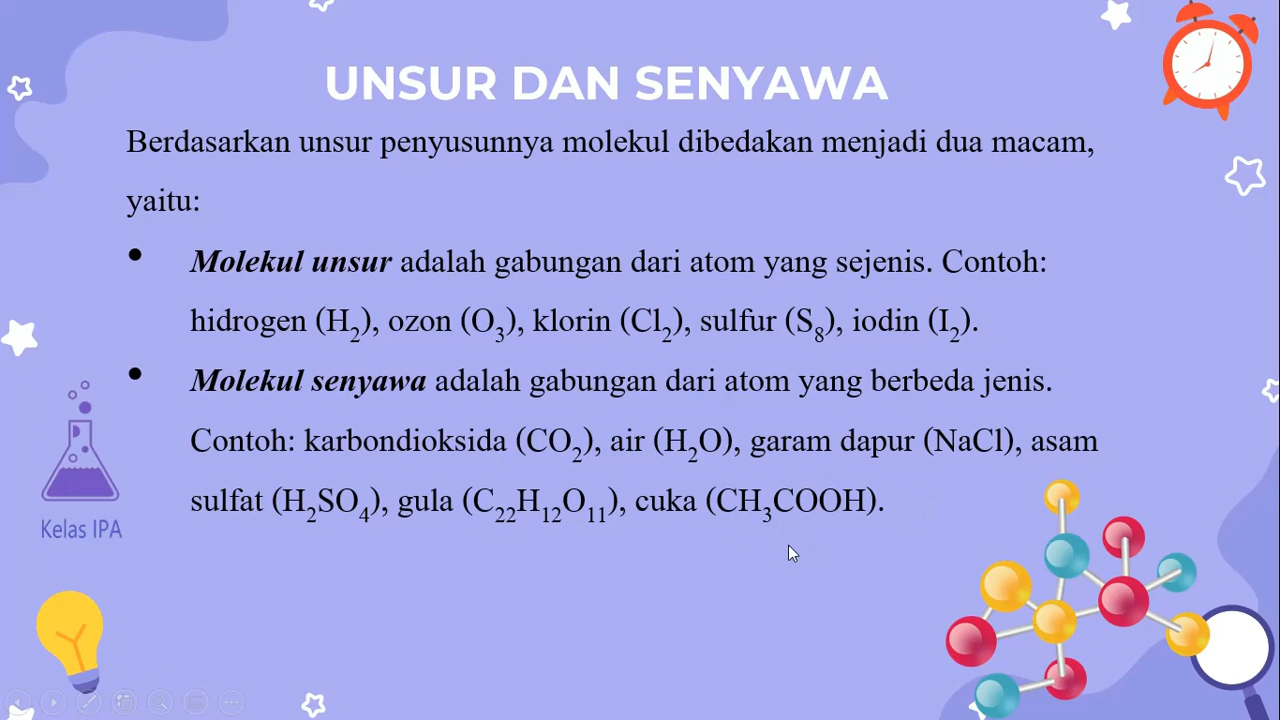 UNSUR DAN SENYAWA
Berdasarkan unsur penyusunnya molekul dibedakan menjadi dua macam,
yaitu:
• Molekul unsur adalah gabungan dari atom yang sejenis. Contoh:
hidrogen (H₂), ozon (O₃), klorin (Cl₂), sulfur (S₈), iodin (I₂).
• Molekul senyawa adalah gabungan dari atom yang berbeda jenis.
Contoh: karbondioksida (CO₂), air (H₂O), garam dapur (NaCl), asam
sulfat (H₂SO₄), gula (C₂₂H₁₂O₁₁), cuka (CH₃COOH).
Kelas IPA